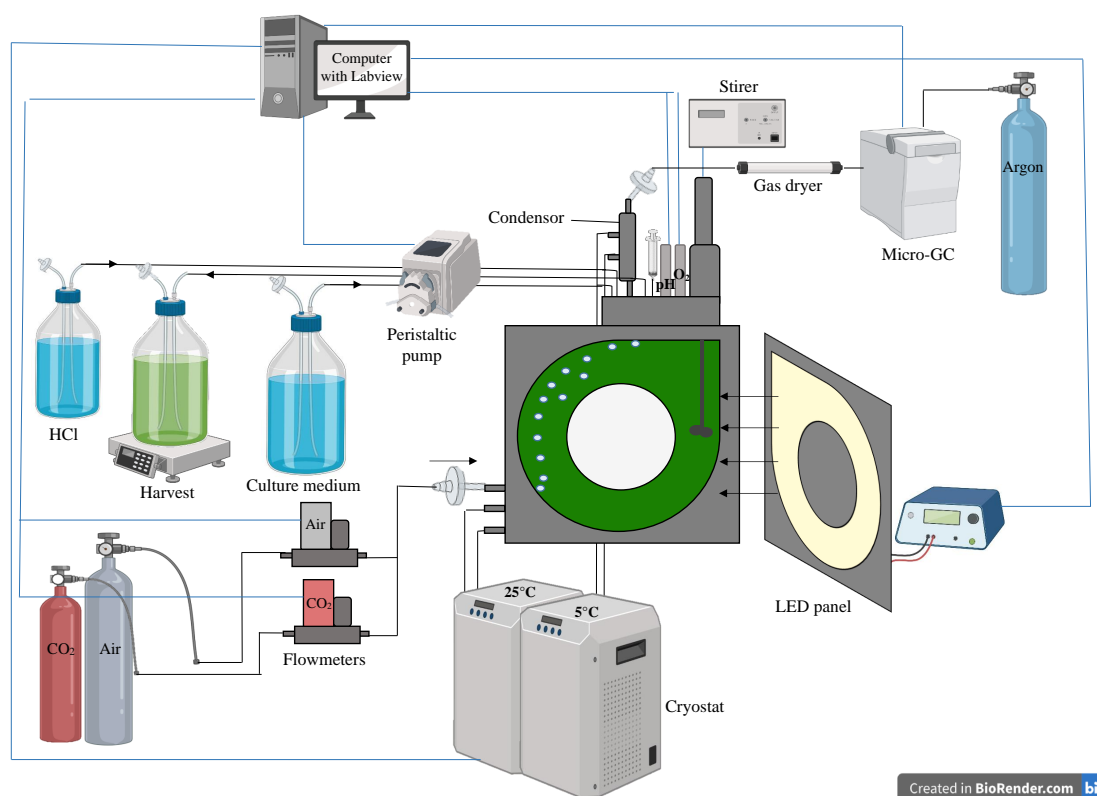 Computer
with Labview
Stirer
Argon
Gas dryer
Micro-GC
Condensor
pH
O₂
Peristaltic
pump
HCl
Harvest
Culture medium
Air
CO₂
Flowmeters
CO₂
Air
25°C
5°C
Cryostat
LED panel
Created in BioRender.com
bi